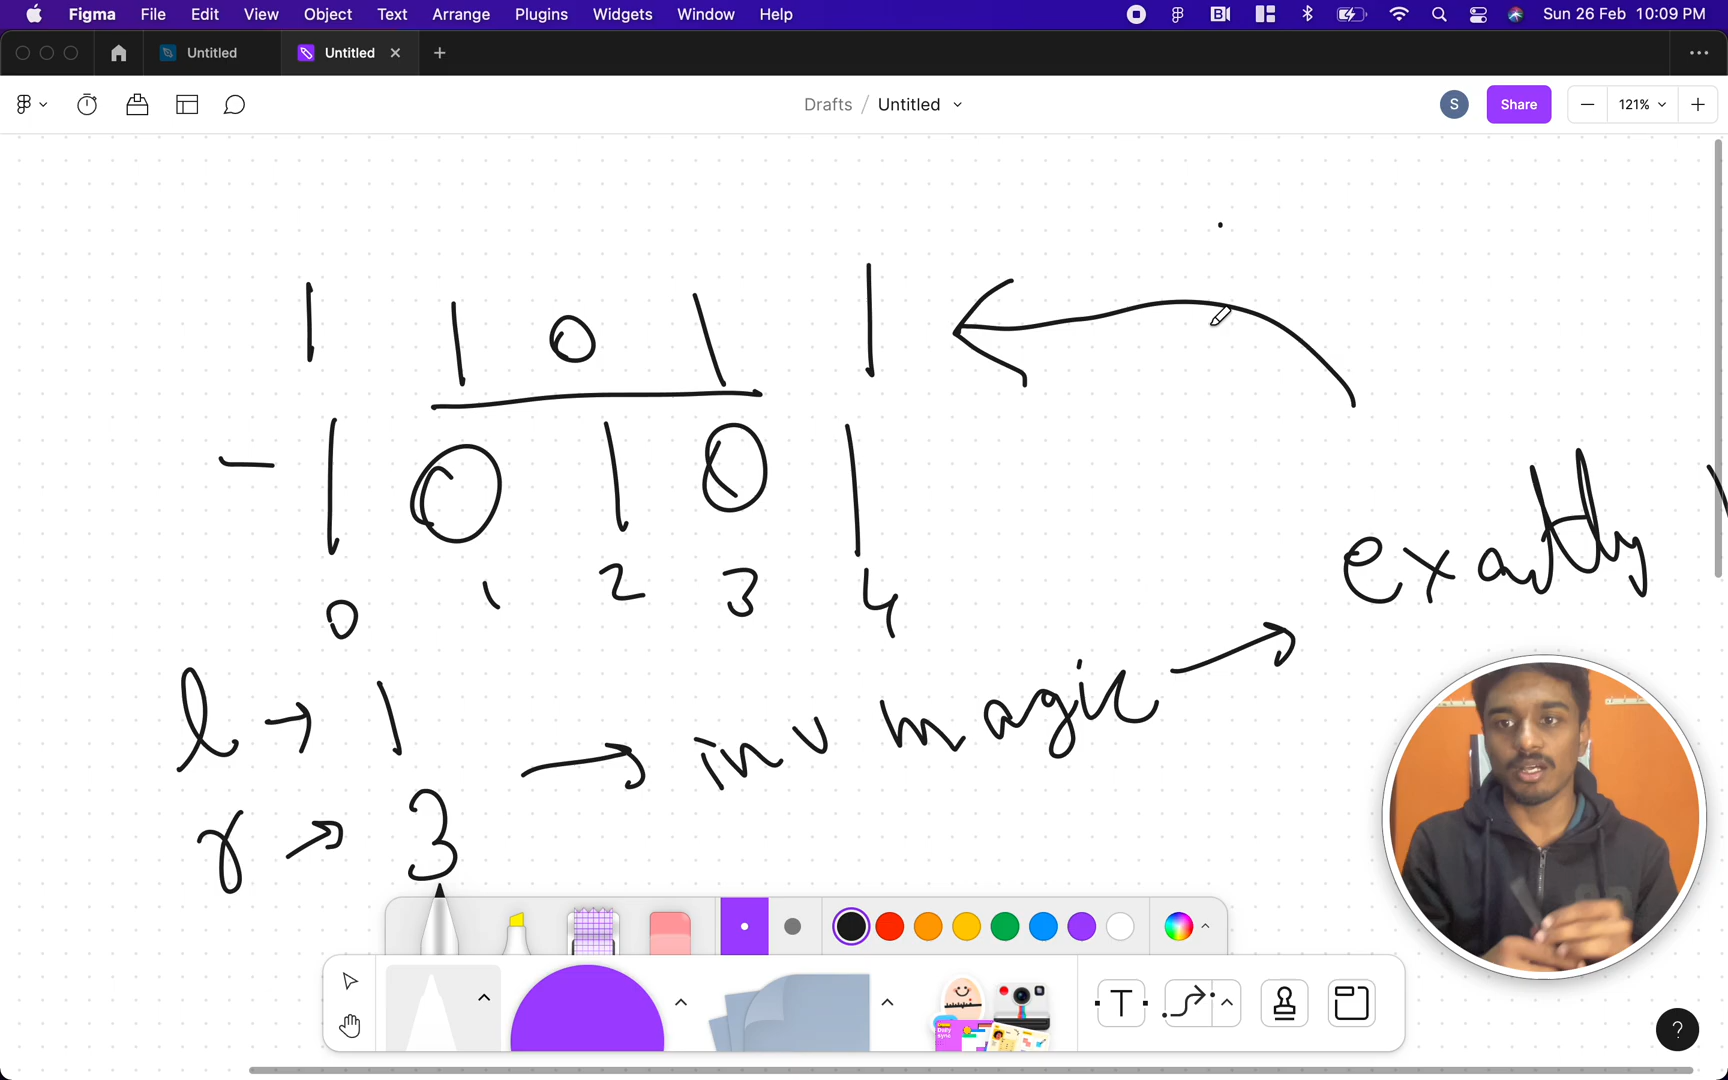 Figma File Edit View Object Text Arrange Plugins Widgets Window Help Sun 26 Feb 10:09 PM
Untitled Untitled
Drafts / Untitled S Share 121%
1 1 0 1 1
- 1 0 1 0 1
0 1 2 3 4
exactly
l → 1
→ inv magic →
r → 3
T
?